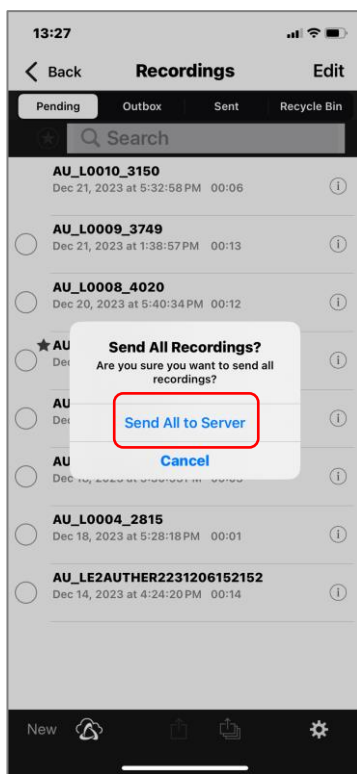 13:27
Back Recordings Edit
Pending Outbox Sent Recycle Bin
Search
AU_L0010_3150
Dec 21, 2023 at 5:32:58 PM 00:06
AU_L0009_3749
Dec 21, 2023 at 1:38:57 PM 00:13
AU_L0008_4020
Dec 20, 2023 at 5:40:34 PM 00:12
AU
Send All Recordings?
Are you sure you want to send all
recordings?
AU
Send All to Server
AU
Cancel
AU_L0004_2815
Dec 18, 2023 at 5:28:18 PM 00:01
AU_LE2AUTHER2231206152152
Dec 14, 2023 at 4:24:20 PM 00:14
New